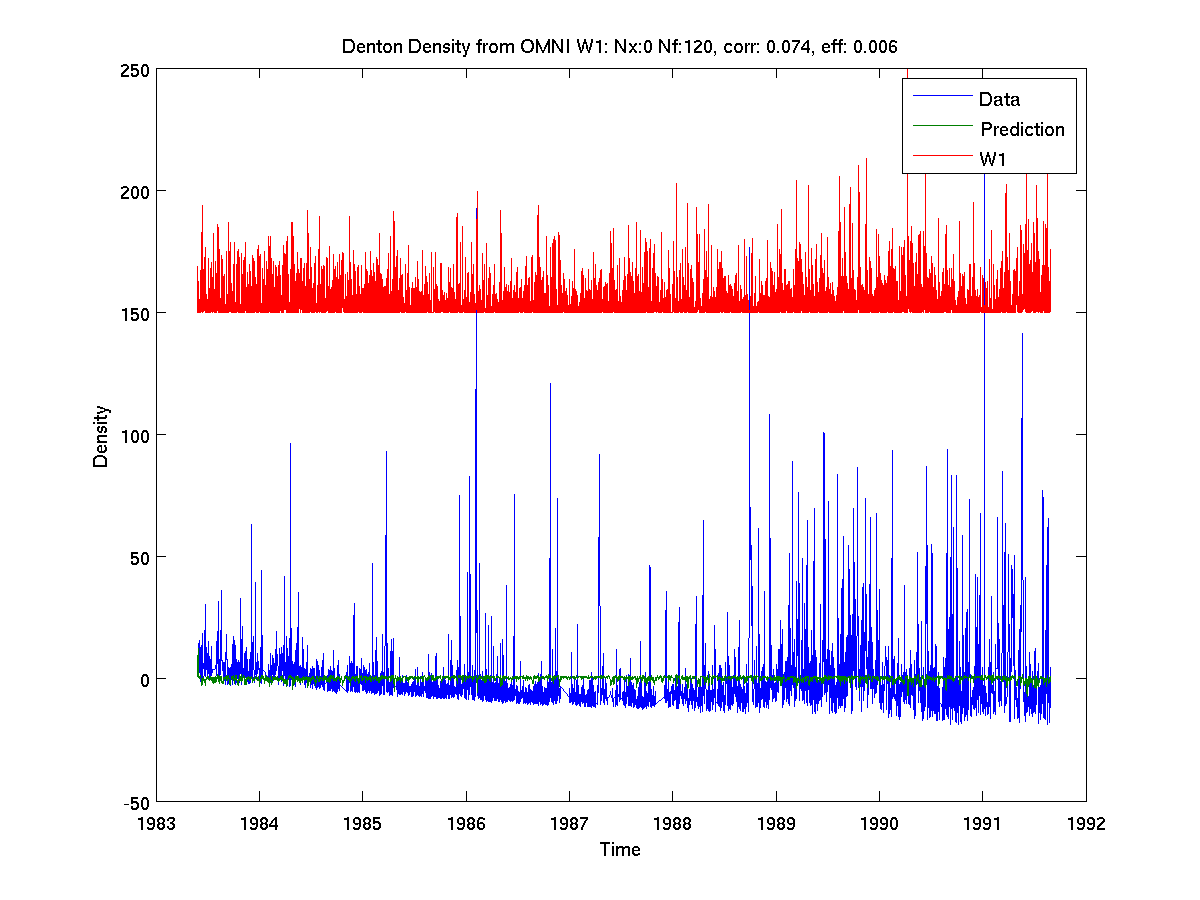 Denton Density from OMNI W1: Nx:0 Nf:120, corr: 0.074, eff: 0.006
250
200
150
100
50
0
-50
Density
Data
Prediction
W1
1983 1984 1985 1986 1987 1988 1989 1990 1991 1992
Time